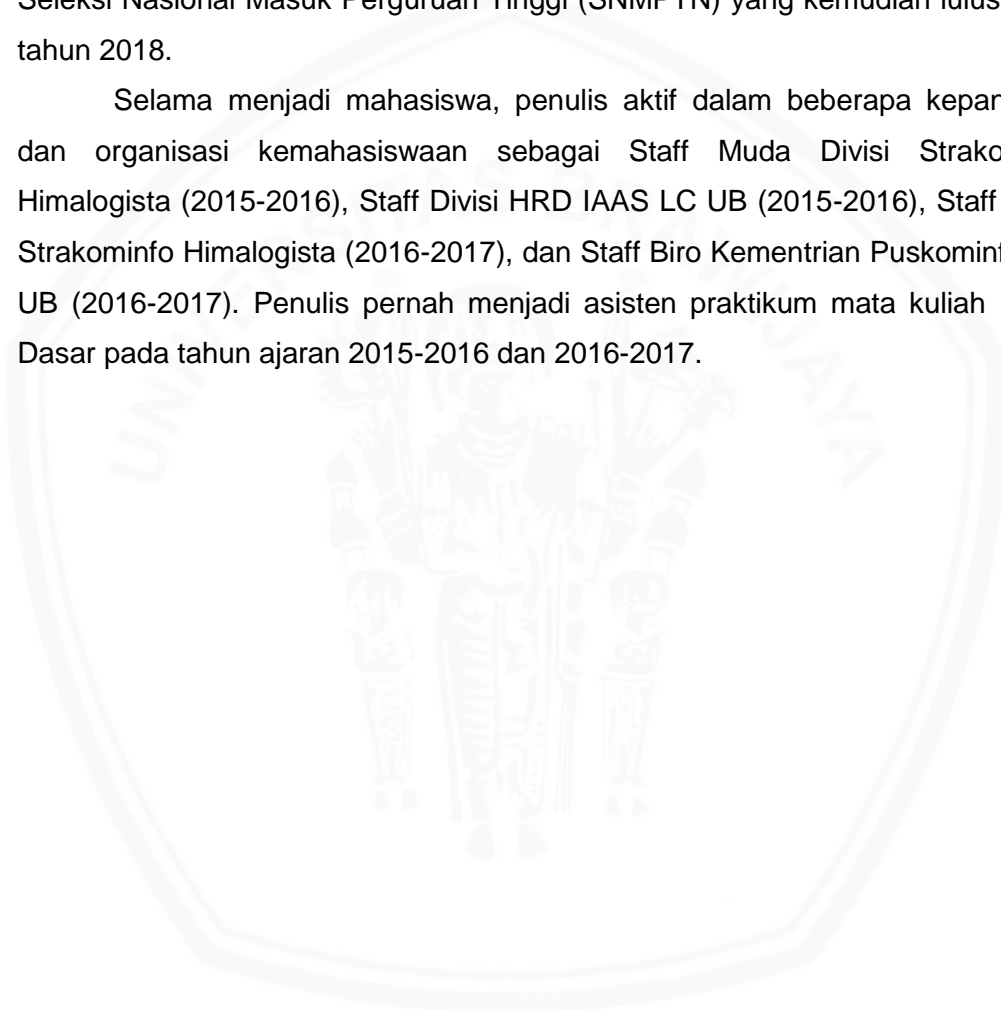 Seleksi Nasional Masuk Perguruan Tinggi (SNMPTN) yang kemudian lulus
tahun 2018.
Selama menjadi mahasiswa, penulis aktif dalam beberapa
dan organisasi kemahasiswaan sebagai Staff Muda Divisi
Himalogista (2015-2016), Staff Divisi HRD IAAS LC UB (2015-2016), Staff
Strakominfo Himalogista (2016-2017), dan Staff Biro Kementrian
UB (2016-2017). Penulis pernah menjadi asisten praktikum mata kuliah
Dasar pada tahun ajaran 2015-2016 dan 2016-2017.
UNIVERSITAS BRAWIJAYA